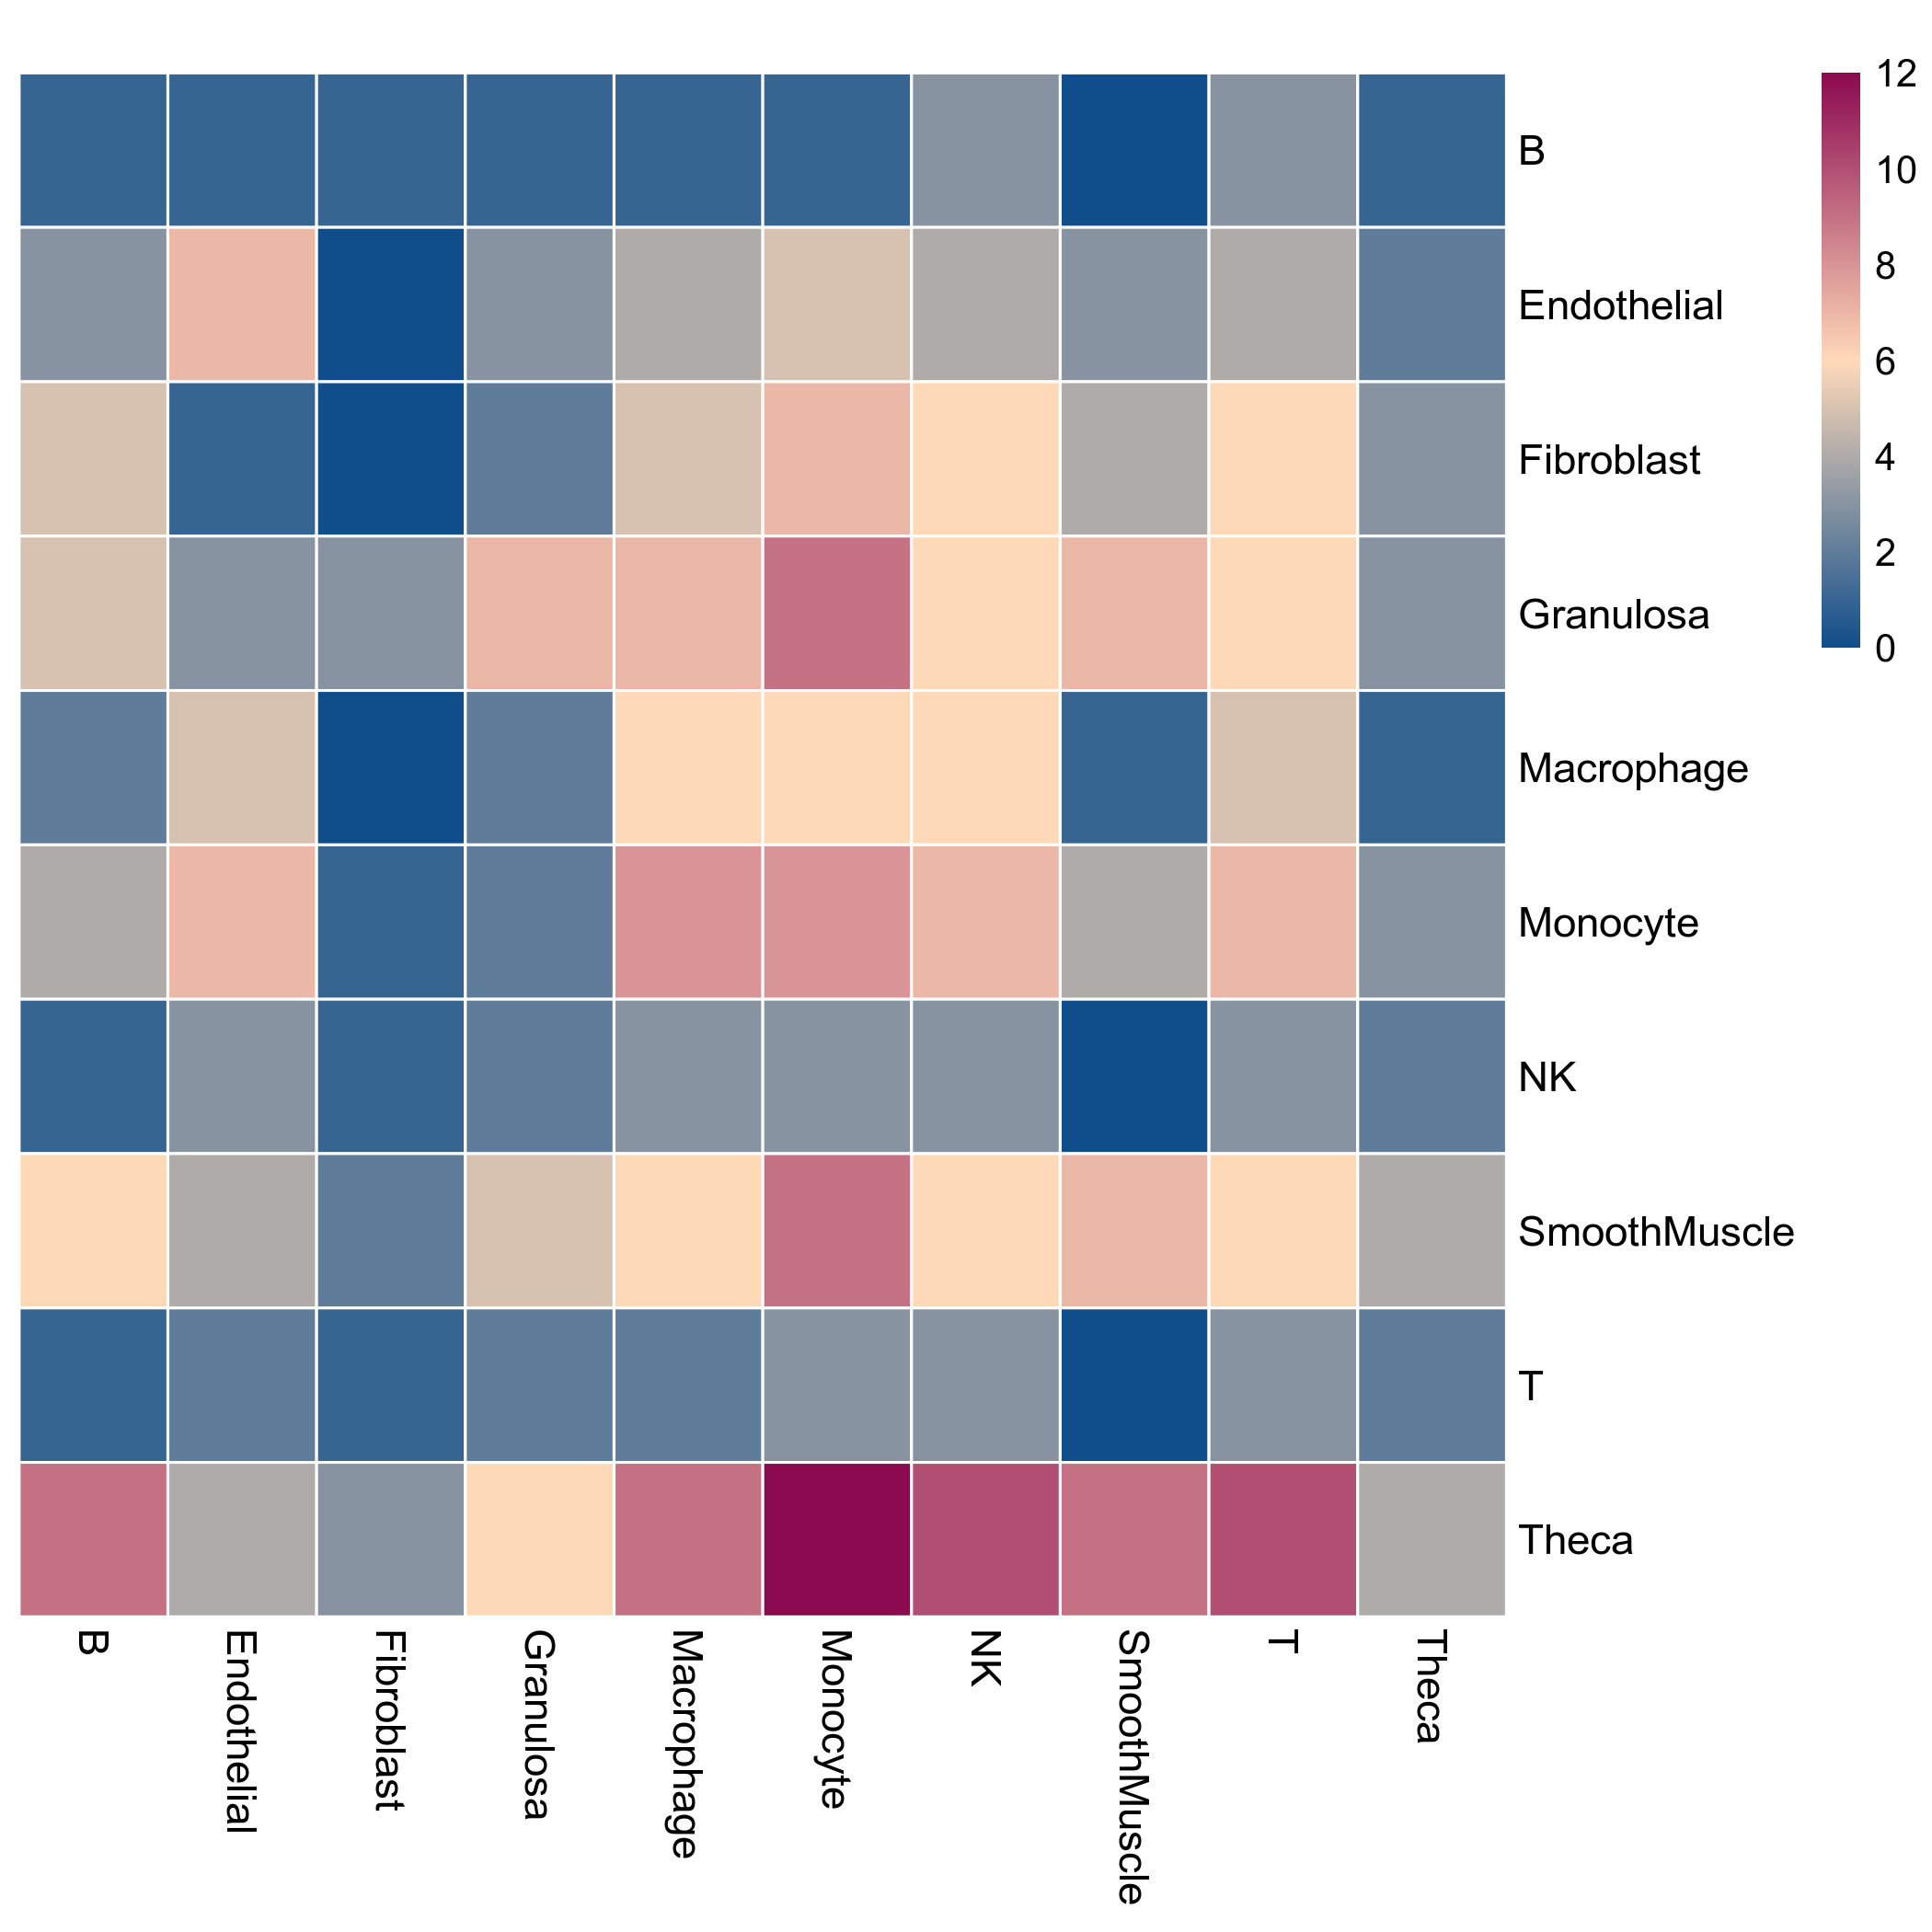 12
10
8
6
4
2
0
B
Endothelial
Fibroblast
Granulosa
Macrophage
Monocyte
NK
SmoothMuscle
T
Theca
B
Endothelial
Fibroblast
Granulosa
Macrophage
Monocyte
NK
SmoothMuscle
T
Theca